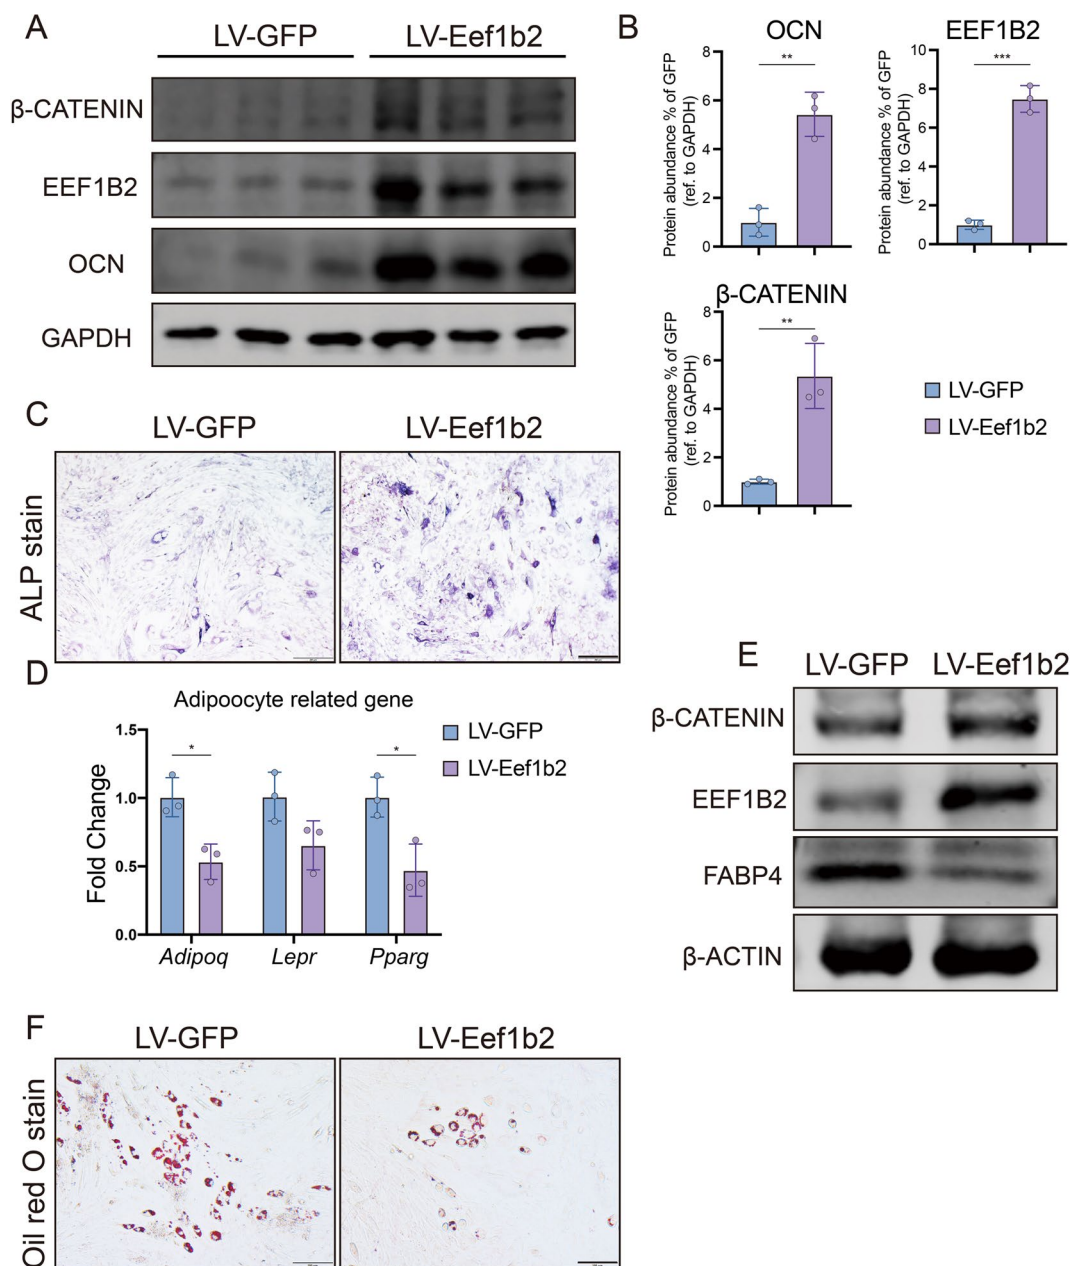 A
LV-GFP LV-Eef1b2
β-CATENIN
EEF1B2
OCN
GAPDH
B
OCN
Protein abundance % of GFP
(ref. to GAPDH)
8
6
4
2
0
**
EEF1B2
Protein abundance % of GFP
(ref. to GAPDH)
10
8
6
4
2
0
***
β-CATENIN
Protein abundance % of GFP
(ref. to GAPDH)
8
6
4
2
0
**
LV-GFP
LV-Eef1b2
C
LV-GFP LV-Eef1b2
ALP stain
D
Adipoocyte related gene
Fold Change
1.5
1.0
0.5
0.0
* *
Adipoq Lepr Pparg
LV-GFP
LV-Eef1b2
E
LV-GFP LV-Eef1b2
β-CATENIN
EEF1B2
FABP4
β-ACTIN
F
LV-GFP LV-Eef1b2
Oil red O stain